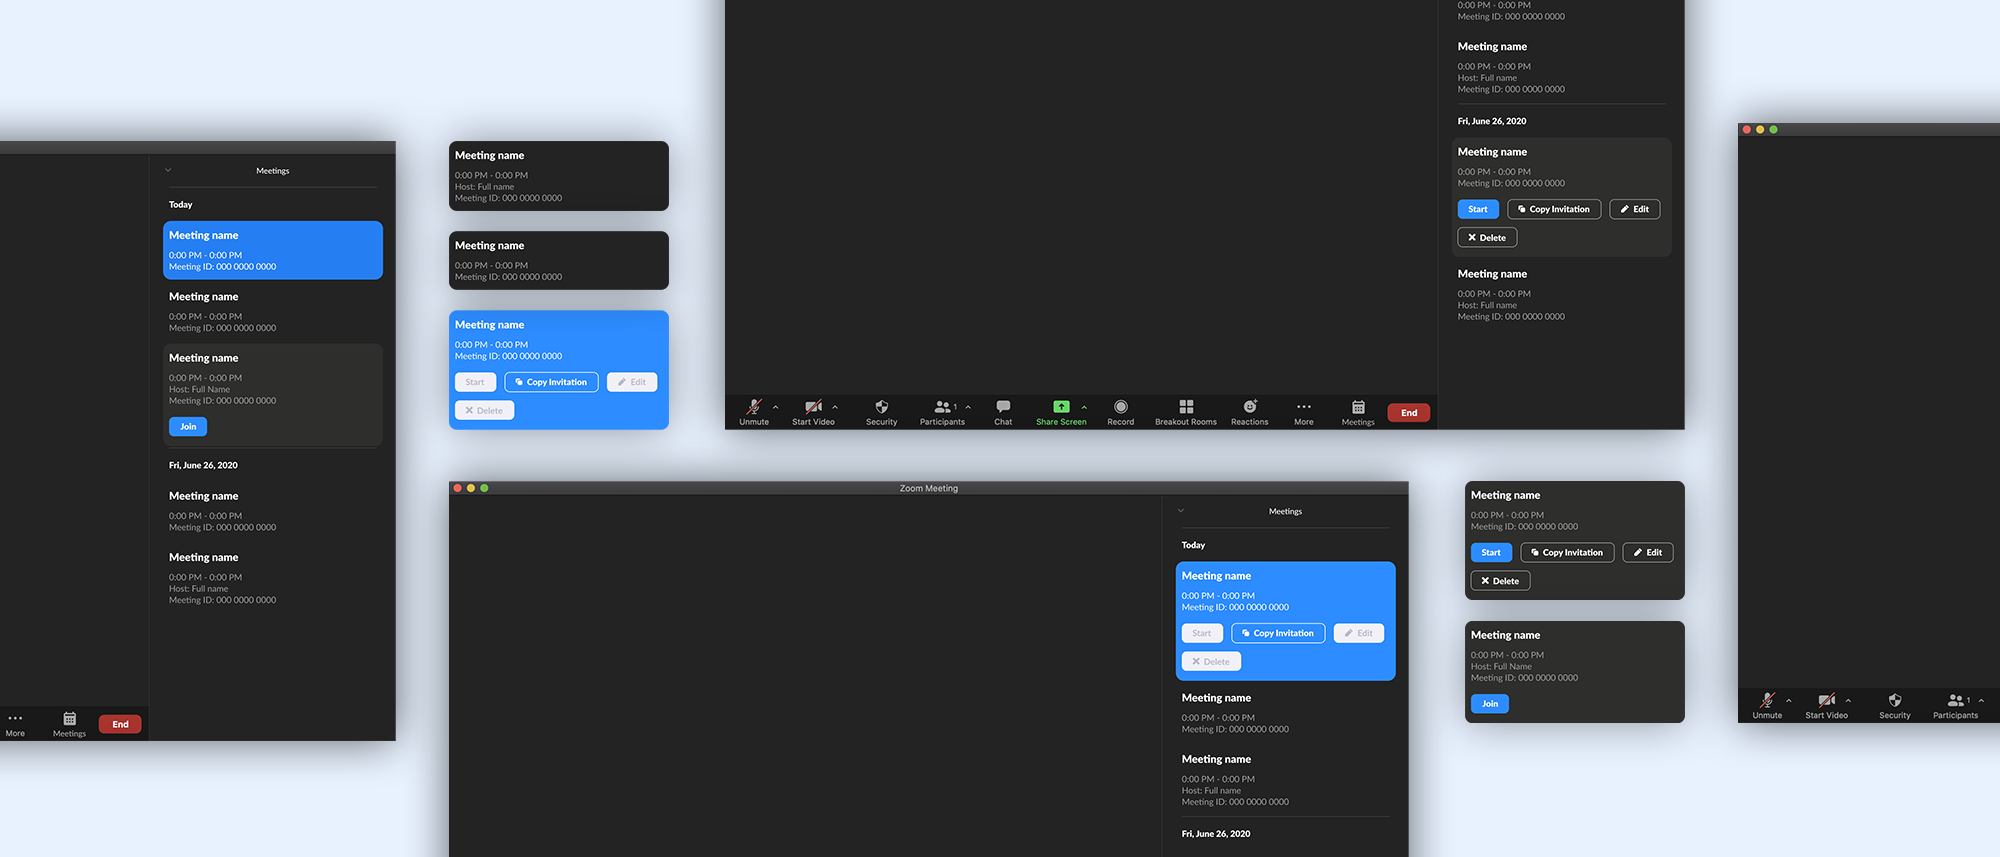 Meetings
Today
Meeting name
0:00 PM - 0:00 PM
Meeting ID: 000 0000 0000
Meeting name
0:00 PM - 0:00 PM
Meeting ID: 000 0000 0000
Meeting name
0:00 PM - 0:00 PM
Host: Full Name
Meeting ID: 000 0000 0000
Join
Fri, June 26, 2020
Meeting name
0:00 PM - 0:00 PM
Meeting ID: 000 0000 0000
Meeting name
0:00 PM - 0:00 PM
Host: Full name
Meeting ID: 000 0000 0000
More Meetings End
Meeting name
0:00 PM - 0:00 PM
Host: Full name
Meeting ID: 000 0000 0000
Meeting name
0:00 PM - 0:00 PM
Meeting ID: 000 0000 0000
Meeting name
0:00 PM - 0:00 PM
Meeting ID: 000 0000 0000
Start Copy Invitation Edit
Delete
0:00 PM - 0:00 PM
Meeting ID: 000 0000 0000
Meeting name
0:00 PM - 0:00 PM
Host: Full name
Meeting ID: 000 0000 0000
Fri, June 26, 2020
Meeting name
0:00 PM - 0:00 PM
Meeting ID: 000 0000 0000
Start Copy Invitation Edit
Delete
Meeting name
0:00 PM - 0:00 PM
Host: Full name
Meeting ID: 000 0000 0000
1
Unmute Start Video Security Participants Chat Share Screen Record Breakout Rooms Reactions More Meetings End
Zoom Meeting
Meetings
Today
Meeting name
0:00 PM - 0:00 PM
Meeting ID: 000 0000 0000
Start Copy Invitation Edit
Delete
Meeting name
0:00 PM - 0:00 PM
Meeting ID: 000 0000 0000
Meeting name
0:00 PM - 0:00 PM
Host: Full name
Meeting ID: 000 0000 0000
Fri, June 26, 2020
Meeting name
0:00 PM - 0:00 PM
Meeting ID: 000 0000 0000
Start Copy Invitation Edit
Delete
Meeting name
0:00 PM - 0:00 PM
Host: Full Name
Meeting ID: 000 0000 0000
Join
1
Unmute Start Video Security Participants